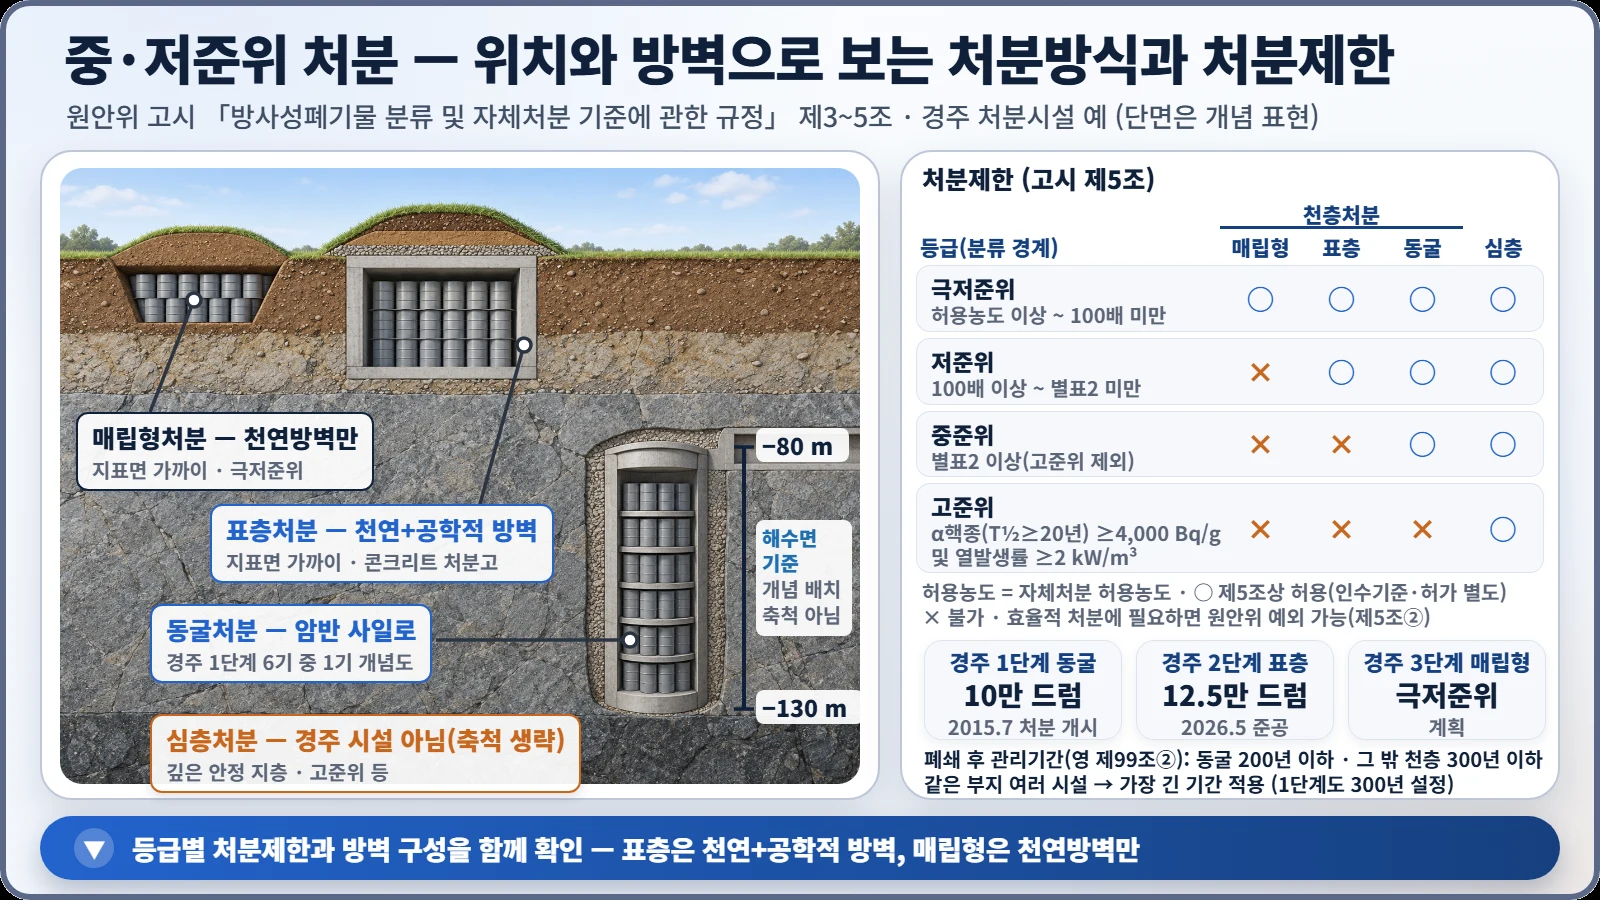 중·저준위 처분 — 위치와 방벽으로 보는 처분방식과 처분제한
원안위 고시 「방사성폐기물 분류 및 자체처분 기준에 관한 규정」 제3~5조 · 경주 처분시설 예 (단면은 개념 표현)
매립형처분 — 천연방벽만
지표면 가까이 · 극저준위
표층처분 — 천연+공학적 방벽
지표면 가까이 · 콘크리트 처분고
동굴처분 — 암반 사일로
경주 1단계 6기 중 1기 개념도
심층처분 — 경주 시설 아님(축척 생략)
깊은 안정 지층 · 고준위 등
−80 m
해수면
기준
개념 배치
축척 아님
−130 m
처분제한 (고시 제5조)
천층처분
등급(분류 경계) 매립형 표층 동굴 심층
극저준위
허용농도 이상 ~ 100배 미만 ○ ○ ○ ○
저준위
100배 이상 ~ 별표2 미만 × ○ ○ ○
중준위
별표2 이상(고준위 제외) × × ○ ○
고준위
α핵종(T½≥20년) ≥4,000 Bq/g × × × ○
및 열발생률 ≥2 kW/m³
허용농도 = 자체처분 허용농도 · ○ 제5조상 허용(인수기준·허가 별도)
× 불가 · 효율적 처분에 필요하면 원안위 예외 가능(제5조②)
경주 1단계 동굴
10만 드럼
2015.7 처분 개시
경주 2단계 표층
12.5만 드럼
2026.5 준공
경주 3단계 매립형
극저준위
계획
폐쇄 후 관리기간(영 제99조②): 동굴 200년 이하 · 그 밖 천층 300년 이하
같은 부지 여러 시설 → 가장 긴 기간 적용 (1단계도 300년 설정)
▼ 등급별 처분제한과 방벽 구성을 함께 확인 — 표층은 천연+공학적 방벽, 매립형은 천연방벽만